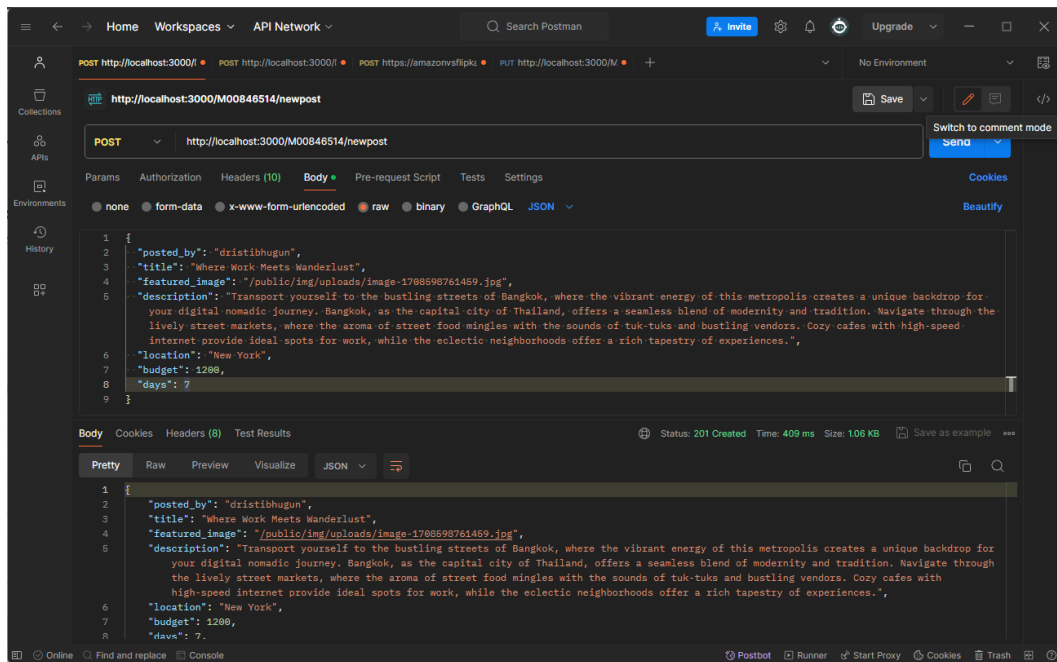 Home Workspaces API Network Search Postman Invite Upgrade
POST http://localhost:3000/ POST http://localhost:3000/ POST https://amazonvsflipka PUT http://localhost:3000/M No Environment
HTTP http://localhost:3000/M00846514/newpost Save
Collections
APIs
Environments
History
Switch to comment mode
POST http://localhost:3000/M00846514/newpost Send
Params Authorization Headers (10) Body Pre-request Script Tests Settings Cookies
none form-data x-www-form-urlencoded raw binary GraphQL JSON Beautify
1 {
2 "posted_by": "dristibhugun",
3 "title": "Where Work Meets Wanderlust",
4 "featured_image": "/public/img/uploads/image-1708598761459.jpg",
5 "description": "Transport yourself to the bustling streets of Bangkok, where the vibrant energy of this metropolis creates a unique backdrop for
your digital nomadic journey. Bangkok, as the capital city of Thailand, offers a seamless blend of modernity and tradition. Navigate through the
lively street markets, where the aroma of street food mingles with the sounds of tuk-tuks and bustling vendors. Cozy cafes with high-speed
internet provide ideal spots for work, while the eclectic neighborhoods offer a rich tapestry of experiences.",
6 "location": "New York",
7 "budget": 1200,
8 "days": 7
9 }
Body Cookies Headers (8) Test Results Status: 201 Created Time: 409 ms Size: 1.06 KB Save as example
Pretty Raw Preview Visualize JSON
1 {
2 "posted_by": "dristibhugun",
3 "title": "Where Work Meets Wanderlust",
4 "featured_image": "/public/img/uploads/image-1708598761459.jpg",
5 "description": "Transport yourself to the bustling streets of Bangkok, where the vibrant energy of this metropolis creates a unique backdrop for
your digital nomadic journey. Bangkok, as the capital city of Thailand, offers a seamless blend of modernity and tradition. Navigate through
the lively street markets, where the aroma of street food mingles with the sounds of tuk-tuks and bustling vendors. Cozy cafes with
high-speed internet provide ideal spots for work, while the eclectic neighborhoods offer a rich tapestry of experiences.",
6 "location": "New York",
7 "budget": 1200,
8 "days": 7,
Online Find and replace Console Postbot Runner Start Proxy Cookies Trash